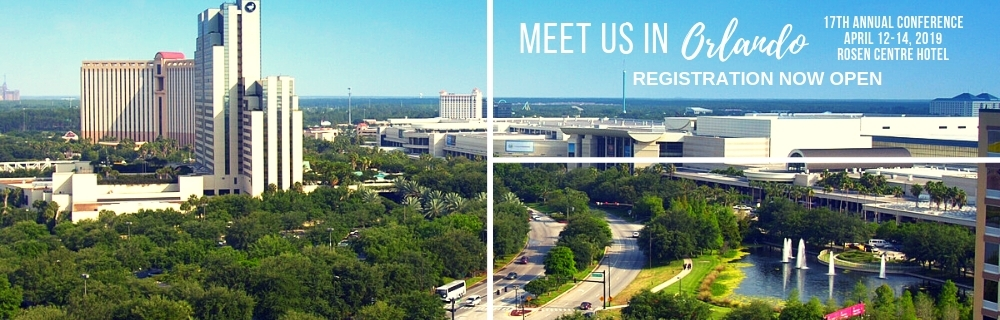 MEET US IN Orlando
17TH ANNUAL CONFERENCE
APRIL 12-14, 2019
ROSEN CENTRE HOTEL
REGISTRATION NOW OPEN